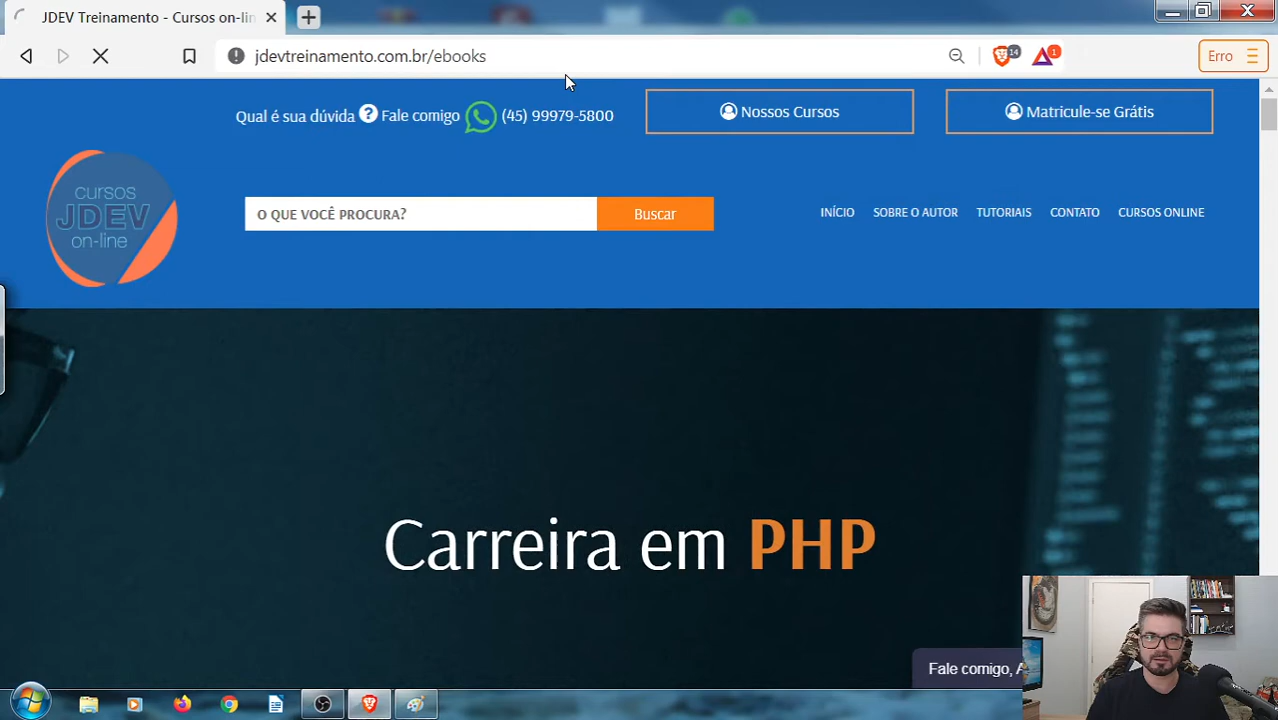 JDEV Treinamento - Cursos on-lin
jdevtreinamento.com.br/ebooks
14
1
Erro
Qual é sua dúvida ? Fale comigo (45) 99979-5800
Nossos Cursos
Matricule-se Grátis
cursos
JDEV
on-line
O QUE VOCÊ PROCURA?
Buscar
INÍCIO
SOBRE O AUTOR
TUTORIAIS
CONTATO
CURSOS ONLINE
Carreira em PHP
Fale comigo, A